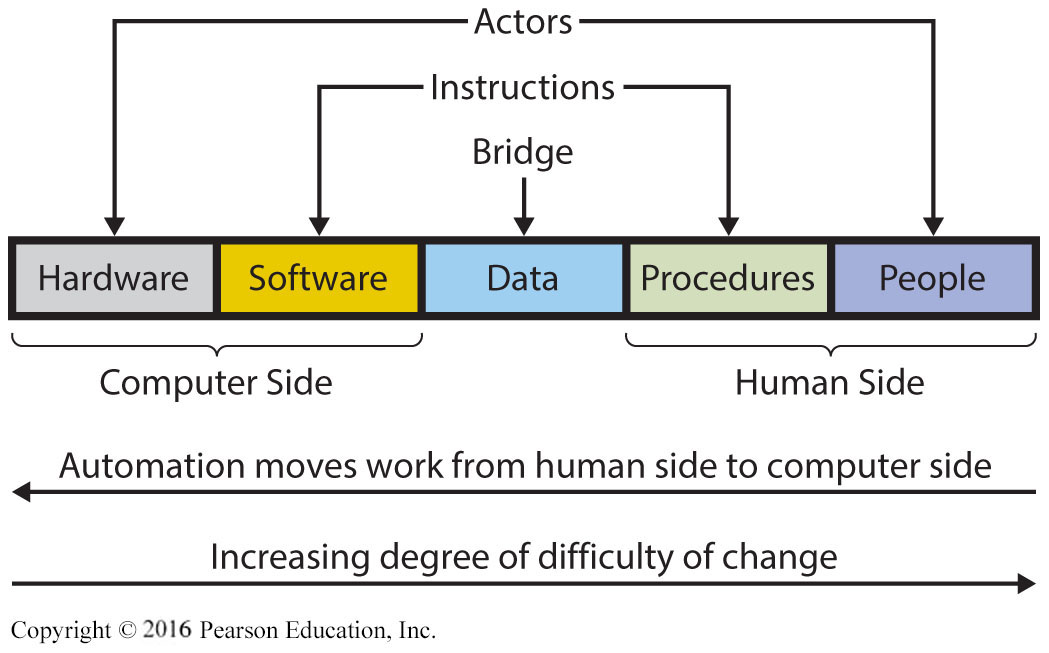 Actors
Instructions
Bridge
Hardware Software Data Procedures People
Computer Side Human Side
Automation moves work from human side to computer side
Increasing degree of difficulty of change
Copyright © 2016 Pearson Education, Inc.